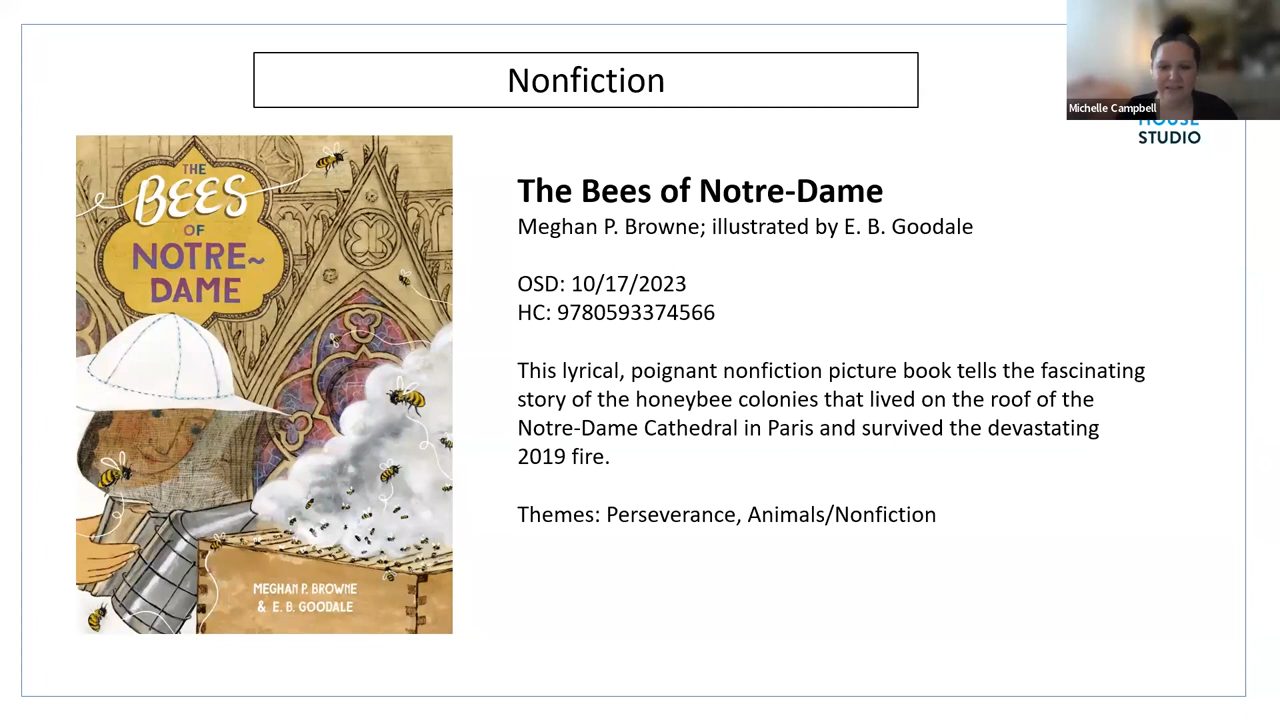 Nonfiction
Michelle Campbell
HOUSE
STUDIO
THE
BEES
OF
NOTRE~
DAME
MEGHAN P. BROWNE
& E. B. GOODALE
The Bees of Notre-Dame
Meghan P. Browne; illustrated by E. B. Goodale
OSD: 10/17/2023
HC: 9780593374566
This lyrical, poignant nonfiction picture book tells the fascinating
story of the honeybee colonies that lived on the roof of the
Notre-Dame Cathedral in Paris and survived the devastating
2019 fire.
Themes: Perseverance, Animals/Nonfiction